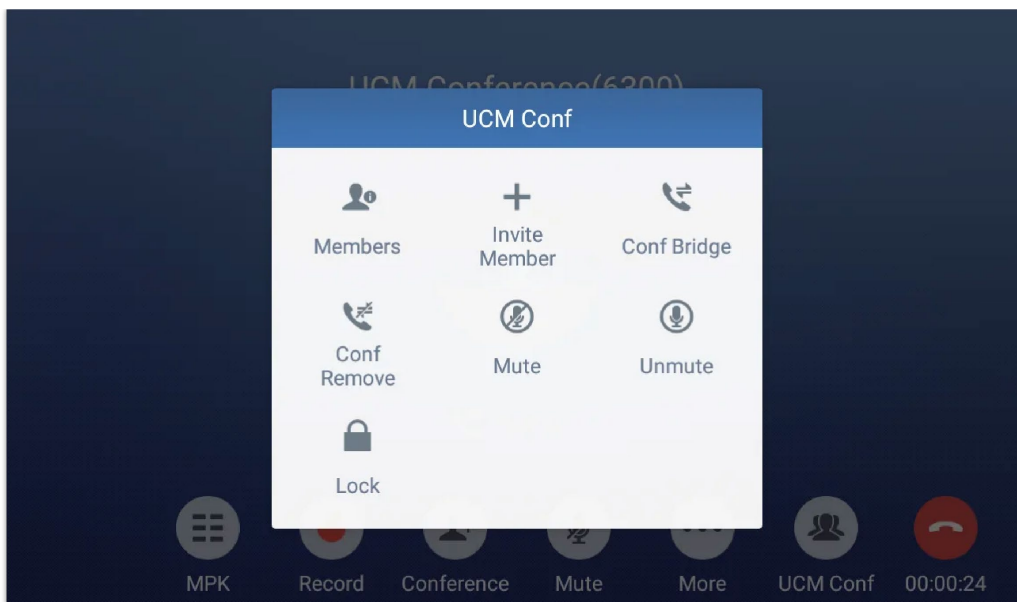 UCM Conference(6300)
UCM Conf
Members
Invite
Member
Conf Bridge
Conf
Remove
Mute
Unmute
Lock
MPK
Record
Conference
Mute
More
UCM Conf
00:00:24